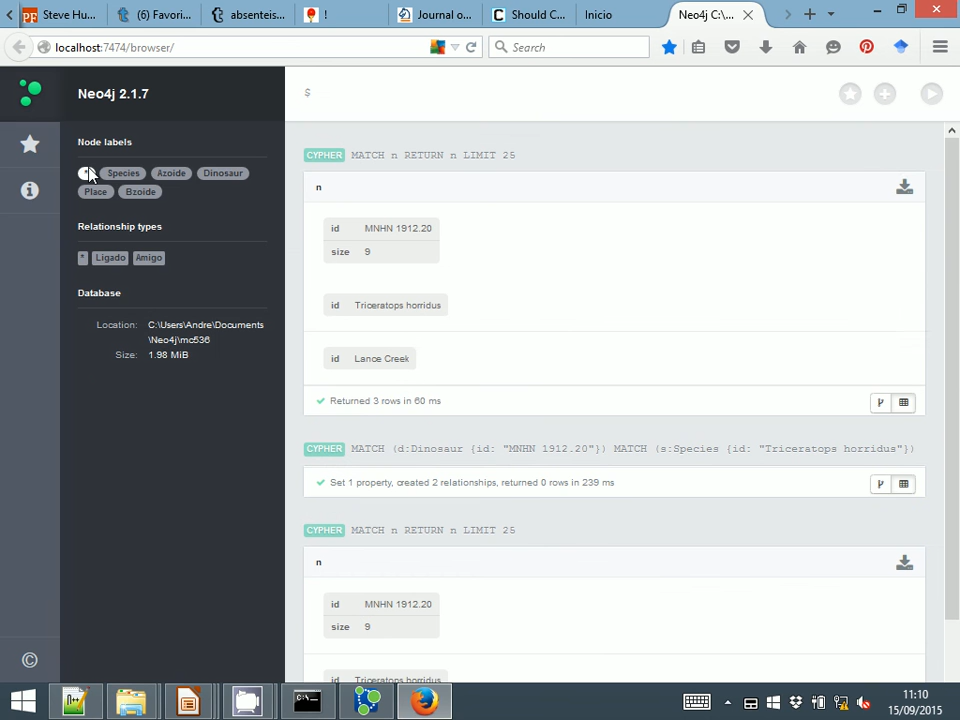 Steve Hu...
(6) Favori...
absenteis...
!
Journal o...
Should C...
Inicio
Neo4j C:\...
localhost:7474/browser/
Search
Neo4j 2.1.7
$
Node labels
* Species Azoide Dinosaur
Place Bzoide
Relationship types
* Ligado Amigo
Database
Location: C:\Users\Andre\Documents
\Neo4j\mc536
Size: 1.98 MiB
CYPHER MATCH n RETURN n LIMIT 25
n
id MNHN 1912.20
size 9
id Triceratops horridus
id Lance Creek
Returned 3 rows in 60 ms
CYPHER MATCH (d:Dinosaur {id: "MNHN 1912.20"}) MATCH (s:Species {id: "Triceratops horridus"})
Set 1 property, created 2 relationships, returned 0 rows in 239 ms
CYPHER MATCH n RETURN n LIMIT 25
n
id MNHN 1912.20
size 9
id Triceratops horridus
11:10
15/09/2015